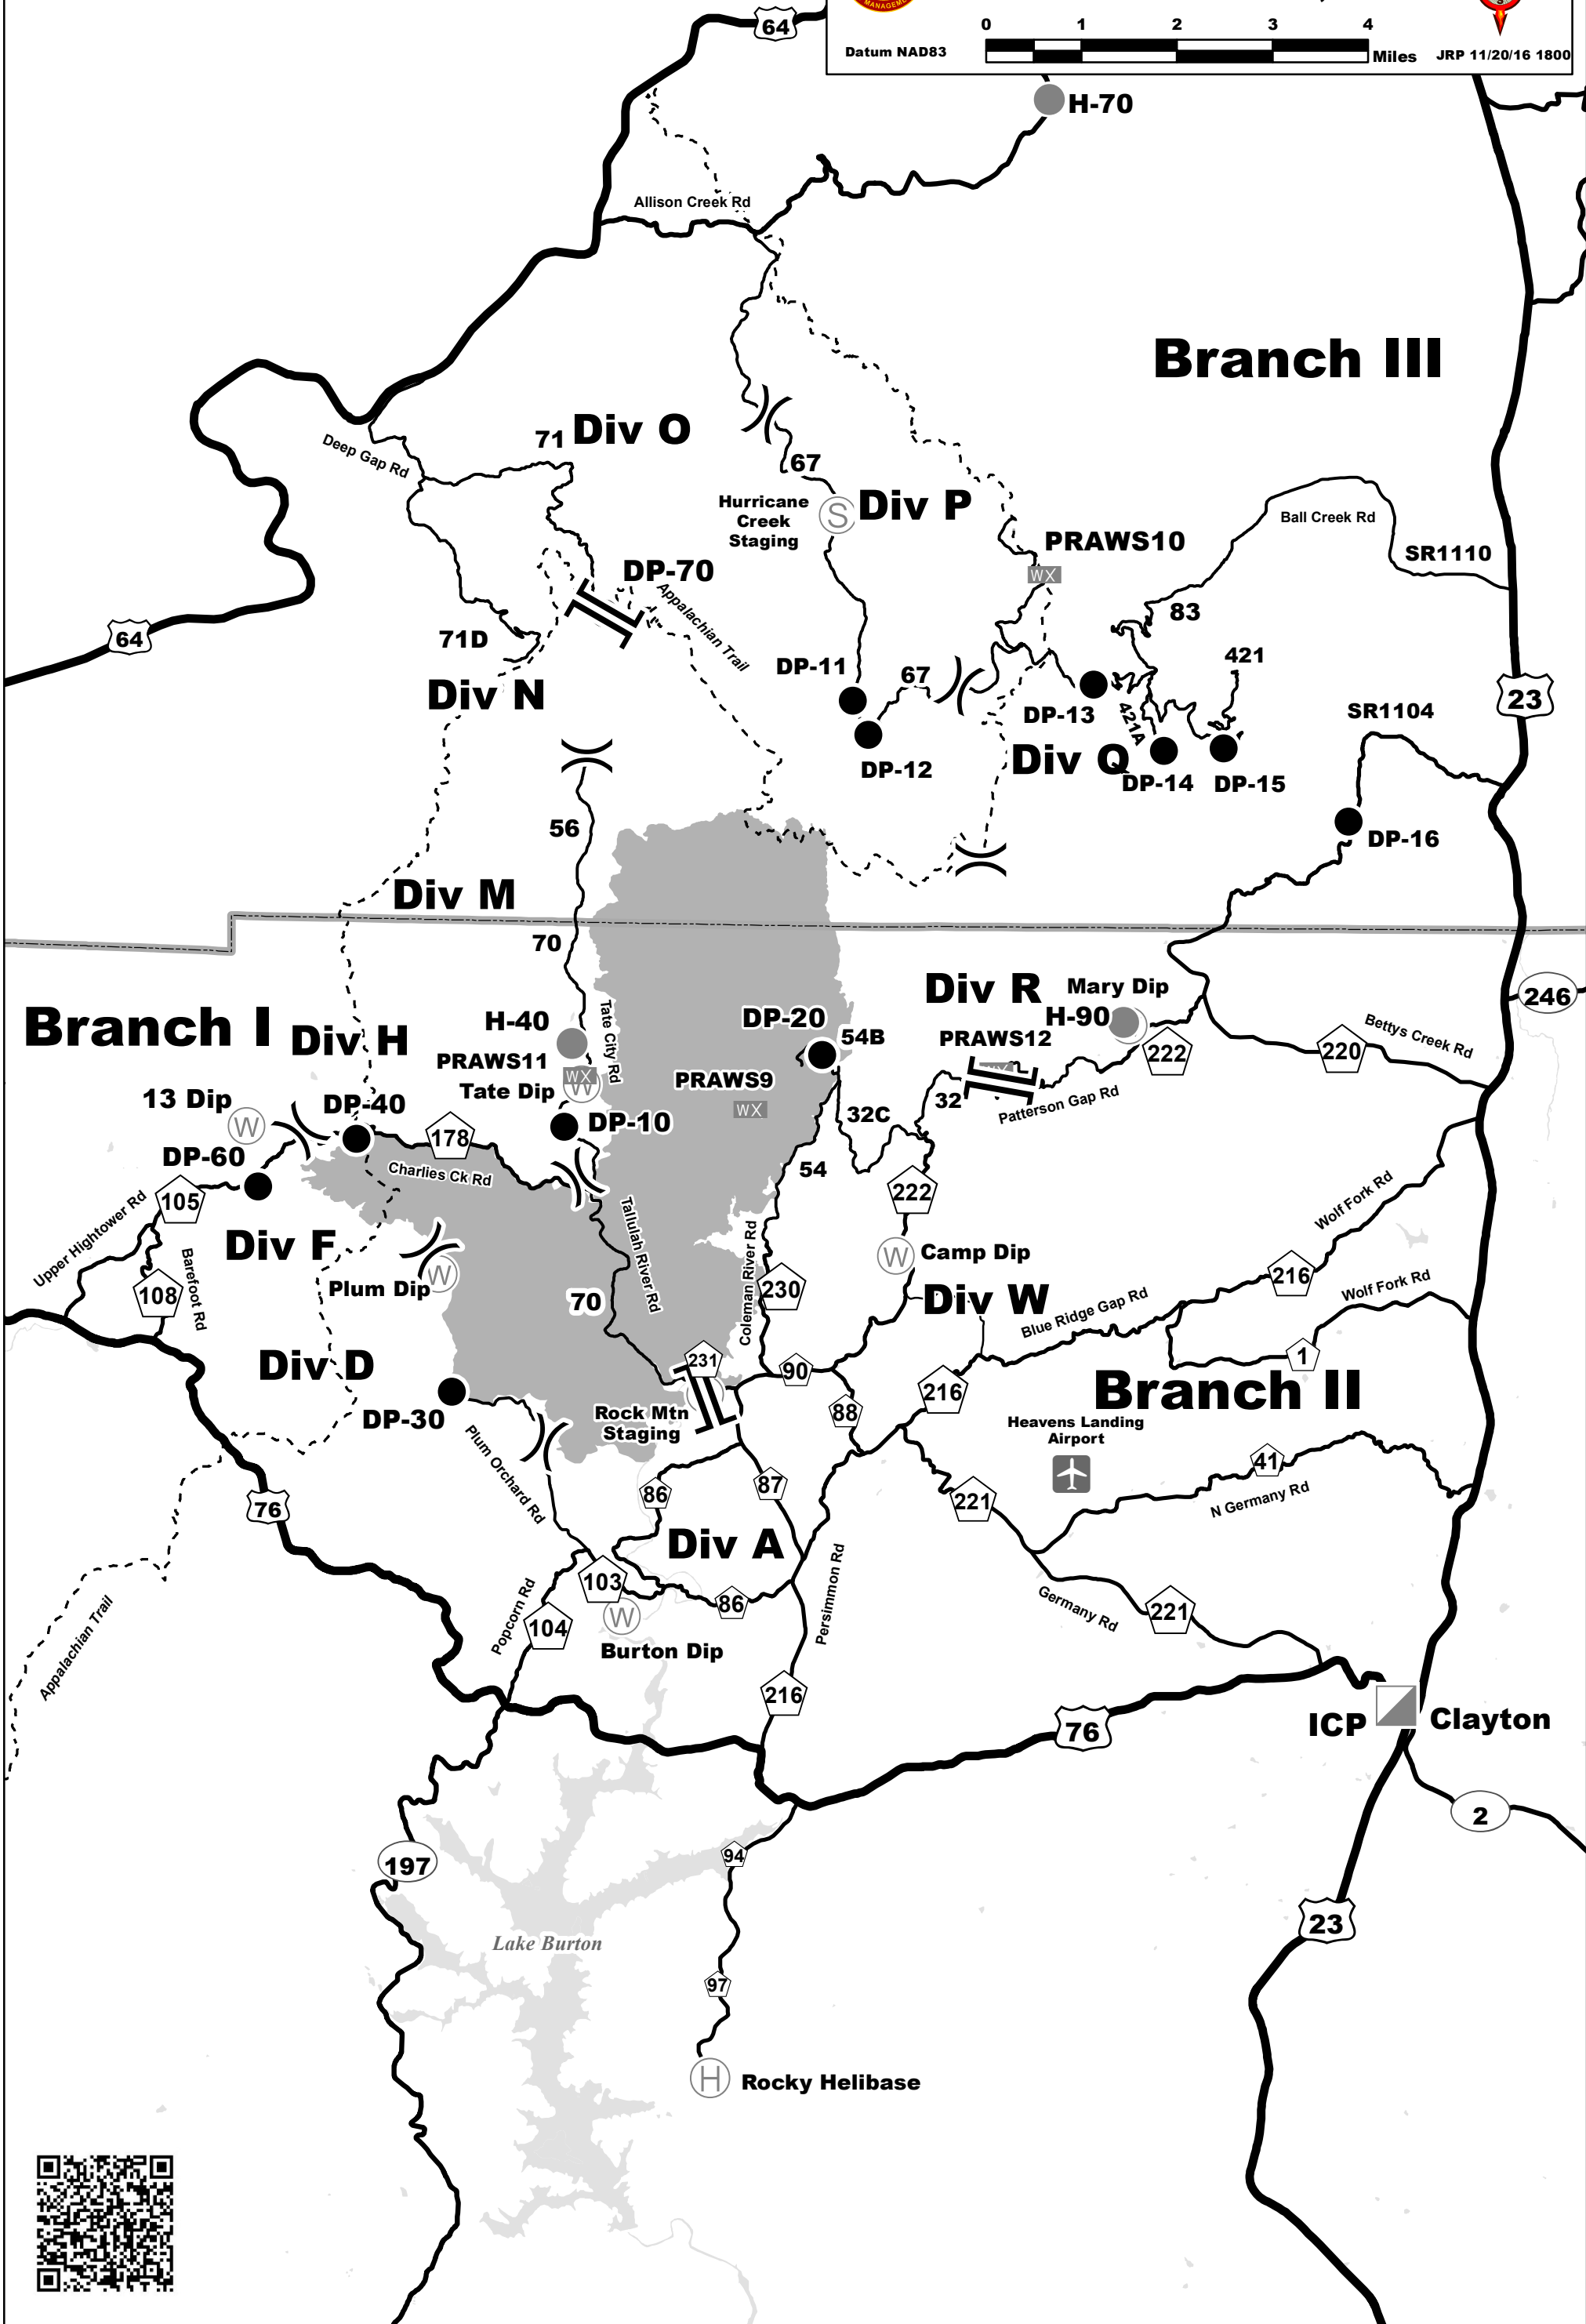 64
MANAGEMENT
0 1 2 3 4
Datum NAD83
Miles
JRP 11/20/16 1800
H-70
Allison Creek Rd
Branch III
Div O
71
Deep Gap Rd
67
Hurricane
Creek
Staging
S
Div P
Ball Creek Rd
PRAWS10
SR1110
WX
DP-70
Appalachian Trail
83
64
71D
DP-11
67
421
Div N
DP-13
421A
23
SR1104
DP-12
Div Q
DP-14
DP-15
56
DP-16
Div M
70
Div R
Mary Dip
246
Branch I
Div H
H-40
Tate City Rd
DP-20
54B
H-90
PRAWS12
222
220
Bettys Creek Rd
PRAWS11
WX
Tate Dip
W
PRAWS9
WX
32
Patterson Gap Rd
13 Dip
W
DP-40
178
DP-10
32C
DP-60
Charlies Ck Rd
54
222
105
Upper Hightower Rd
Wolf Fork Rd
Div F
Tallulah River Rd
Coleman River Rd
W
Camp Dip
Barefoot Rd
108
Plum Dip
W
70
230
Div W
216
Blue Ridge Gap Rd
Wolf Fork Rd
Div D
231
90
1
216
Branch II
DP-30
Rock Mtn
Staging
88
Heavens Landing
Airport
Plum Orchard Rd
41
N Germany Rd
76
86
87
221
Div A
Persimmon Rd
103
86
Germany Rd
221
Popcorn Rd
104
W
Burton Dip
Appalachian Trail
216
76
ICP
Clayton
2
197
94
23
Lake Burton
97
H
Rocky Helibase